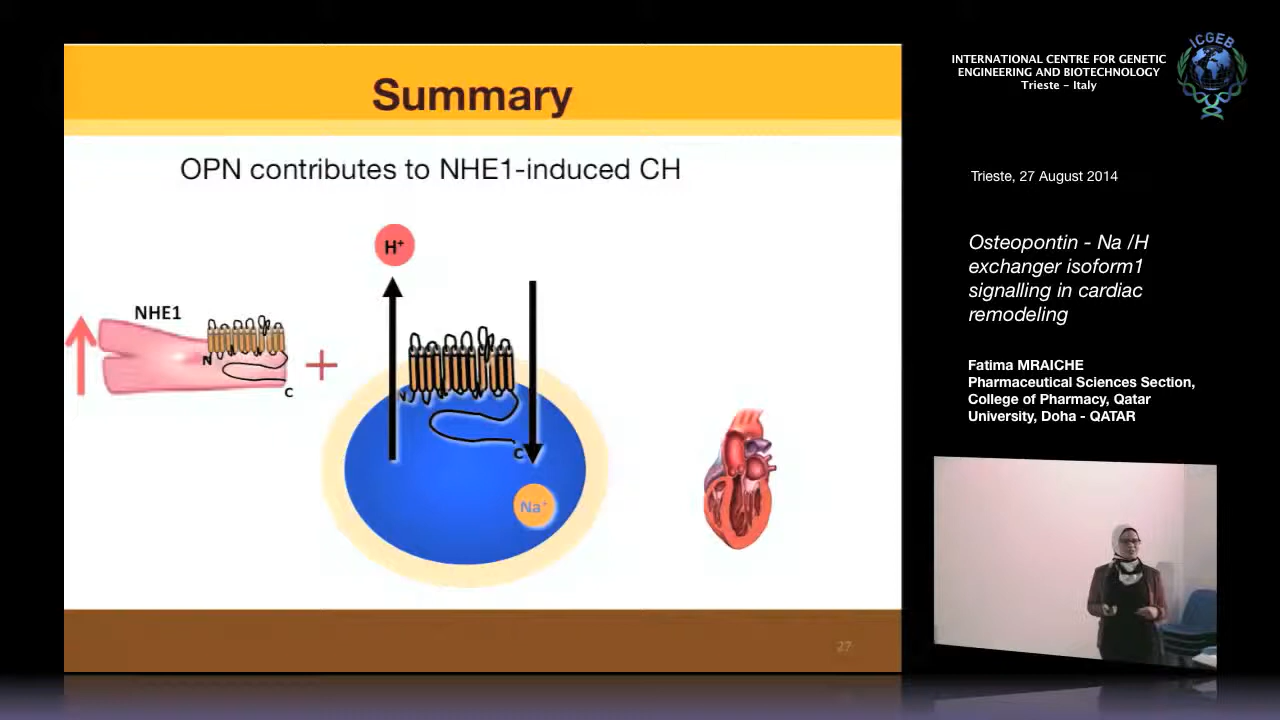 Summary
OPN contributes to NHE1-induced CH
H+
NHE1
N
C
+
N
C
Na+
27
ICGEB
INTERNATIONAL CENTRE FOR GENETIC
ENGINEERING AND BIOTECHNOLOGY
Trieste - Italy
Trieste, 27 August 2014
Osteopontin - Na /H
exchanger isoform1
signalling in cardiac
remodeling
Fatima MRAICHE
Pharmaceutical Sciences Section,
College of Pharmacy, Qatar
University, Doha - QATAR